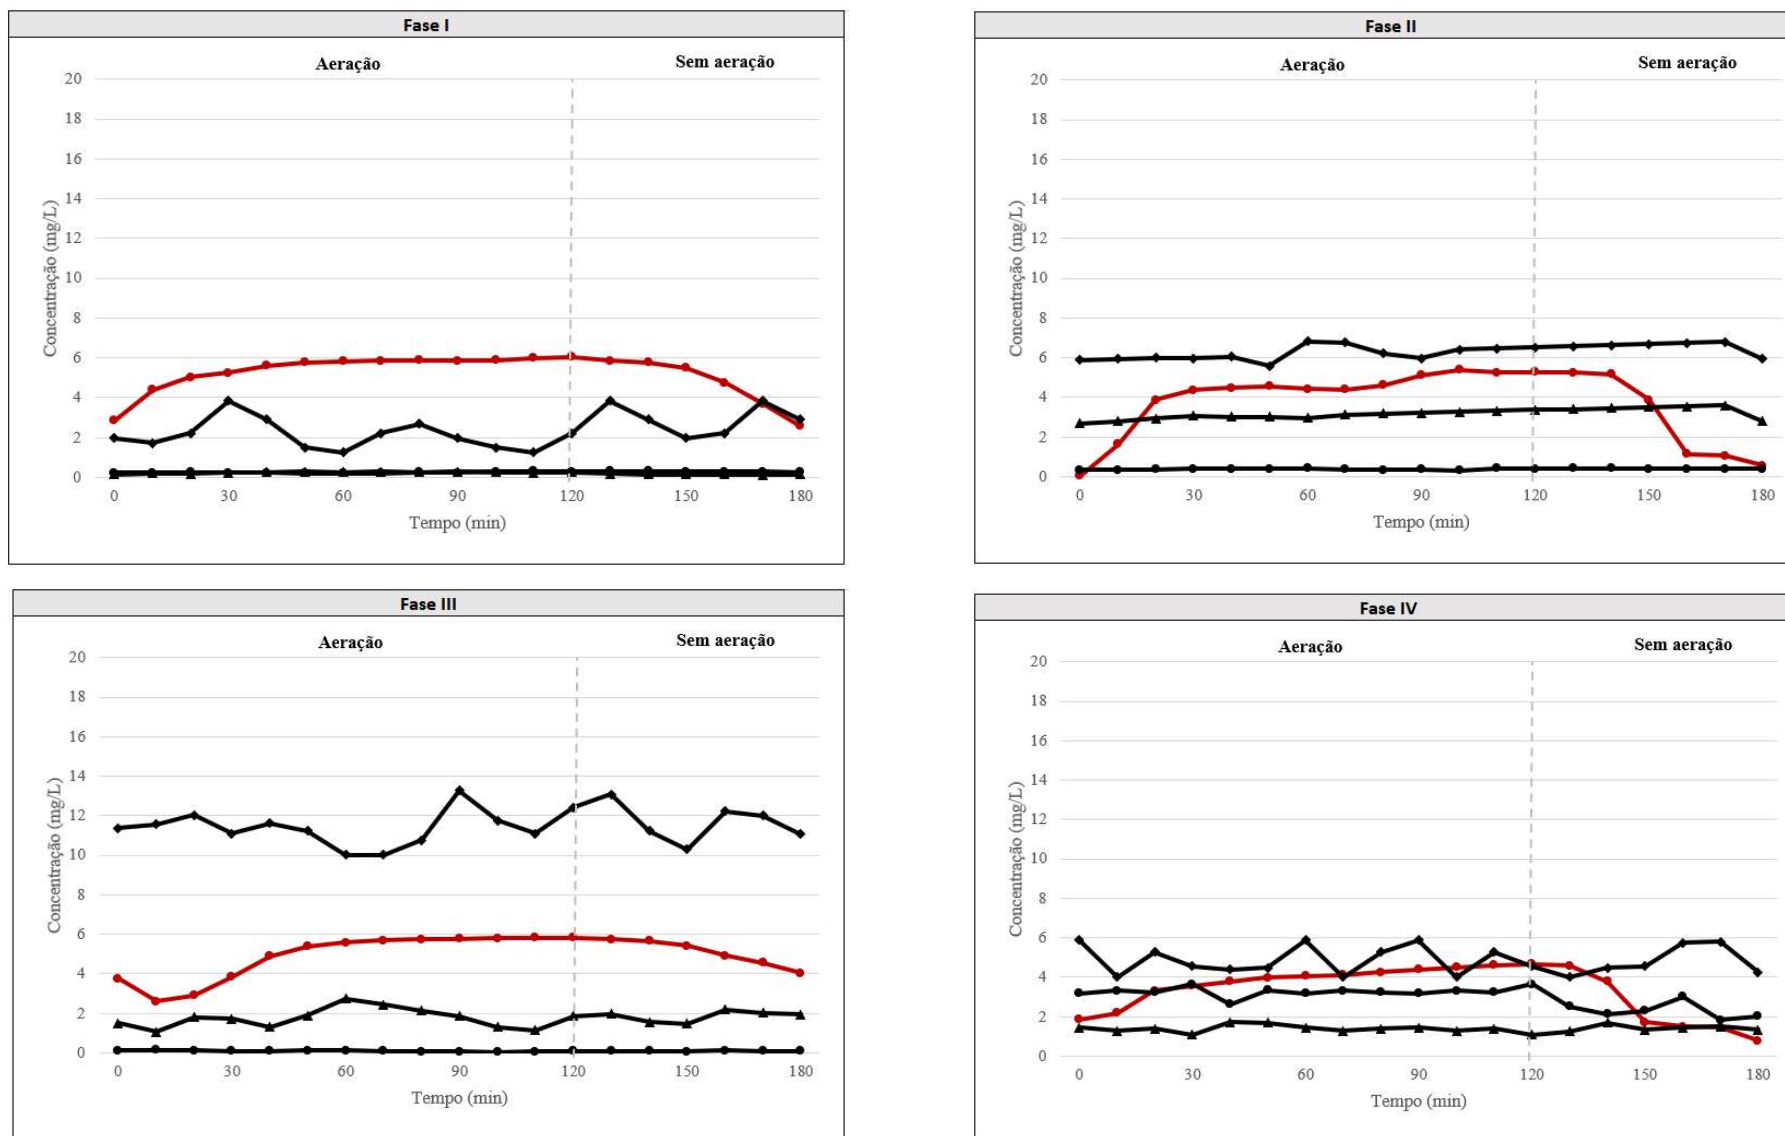 Fase I
Aeração
Sem aeração
20
18
16
14
12
10
8
6
4
2
0
Concentração (mg/L)
0 30 60 90 120 150 180
Tempo (min)
Fase II
Aeração
Sem aeração
20
18
16
14
12
10
8
6
4
2
0
Concentração (mg/L)
0 30 60 90 120 150 180
Tempo (min)
Fase III
Aeração
Sem aeração
20
18
16
14
12
10
8
6
4
2
0
Concentração (mg/L)
0 30 60 90 120 150 180
Tempo (min)
Fase IV
Aeração
Sem aeração
20
18
16
14
12
10
8
6
4
2
0
Concentração (mg/L)
0 30 60 90 120 150 180
Tempo (min)